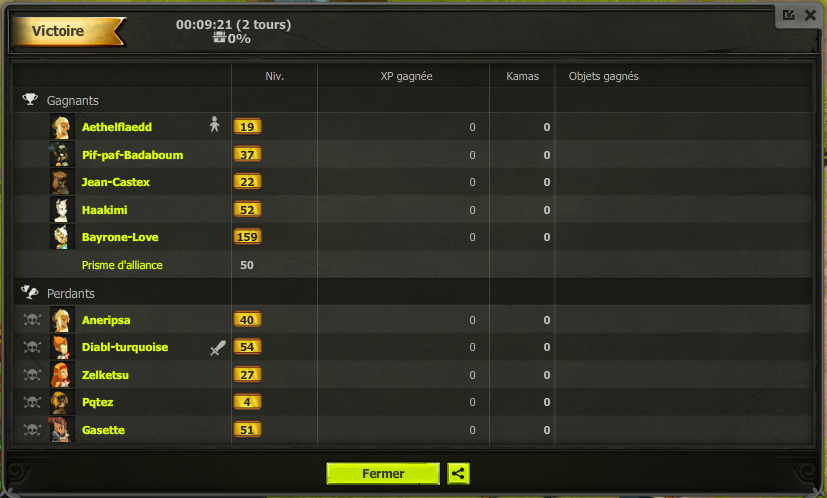 Victoire
00:09:21 (2 tours)
0%
Niv. XP gagnée Kamas Objets gagnés
Gagnants
Aethelflaedd 19 0 0
Pif-paf-Badaboum 37 0 0
Jean-Castex 22 0 0
Haakimi 52 0 0
Bayrone-Love 159 0 0
Prisme d'alliance 50
Perdants
Aneripsa 40 0 0
Diabl-turquoise 54 0 0
Zelketsu 27 0 0
Pqtez 4 0 0
Gasette 51 0 0
Fermer